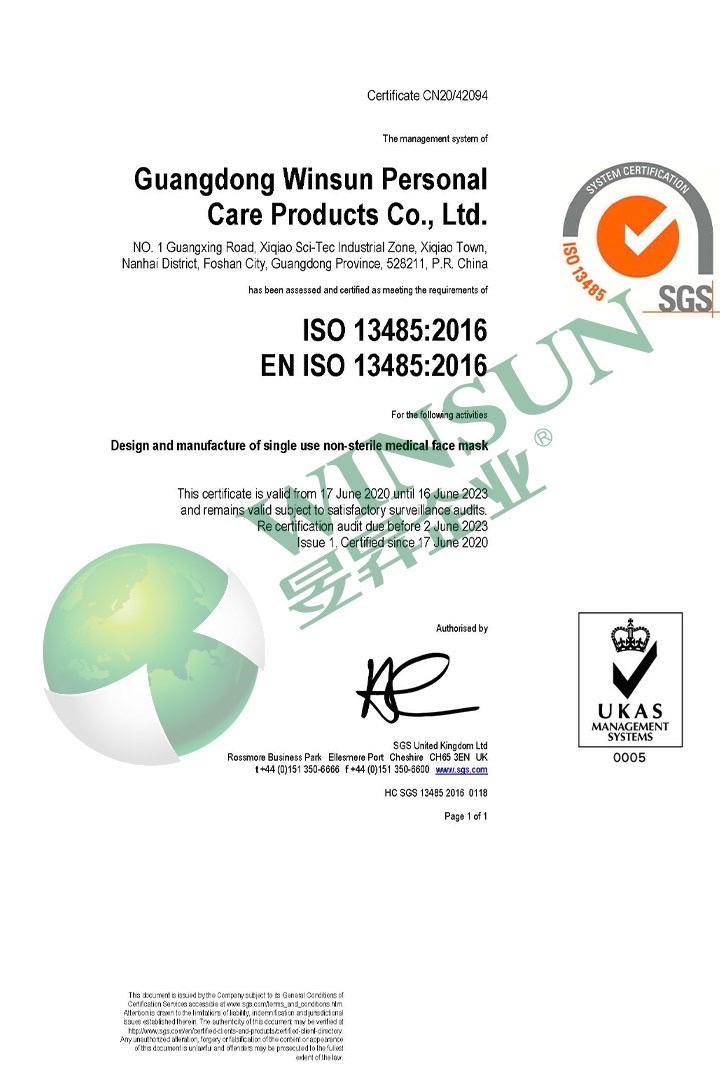 Certificate CN20/42094
The management system of
Guangdong Winsun Personal
Care Products Co., Ltd.
NO. 1 Guangxing Road, Xiqiao Sci-Tec Industrial Zone, Xiqiao Town,
Nanhai District, Foshan City, Guangdong Province, 528211, P.R. China
has been assessed and certified as meeting the requirements of
ISO 13485:2016
EN ISO 13485:2016
For the following activities
Design and manufacture of single use non-sterile medical face mask
This certificate is valid from 17 June 2020 until 16 June 2023
and remains valid subject to satisfactory surveillance audits.
Re certification audit due before 2 June 2023
Issue 1. Certified since 17 June 2020
Authorised by
SGS United Kingdom Ltd
Rossmore Business Park Ellesmere Port Cheshire CH65 3EN UK
t +44 (0)151 350-6666 f +44 (0)151 350-6600 www.sgs.com
HC SGS 13485 2016 0118
Page 1 of 1
SYSTEM CERTIFICATION
ISO 13485
SGS
WINSUN
昱昇企业®
UKAS
MANAGEMENT
SYSTEMS
0005
This document is issued by the Company subject to its General Conditions of
Certification Services accessible at www.sgs.com/terms_and_conditions.htm.
Attention is drawn to the limitations of liability, indemnification and jurisdictional
issues established therein. The authenticity of this document may be verified at
http://www.sgs.com/en/certified-clients-and-products/certified-client-directory.
Any unauthorized alteration, forgery or falsification of the content or appearance
of this document is unlawful and offenders may be prosecuted to the fullest
extent of the law.